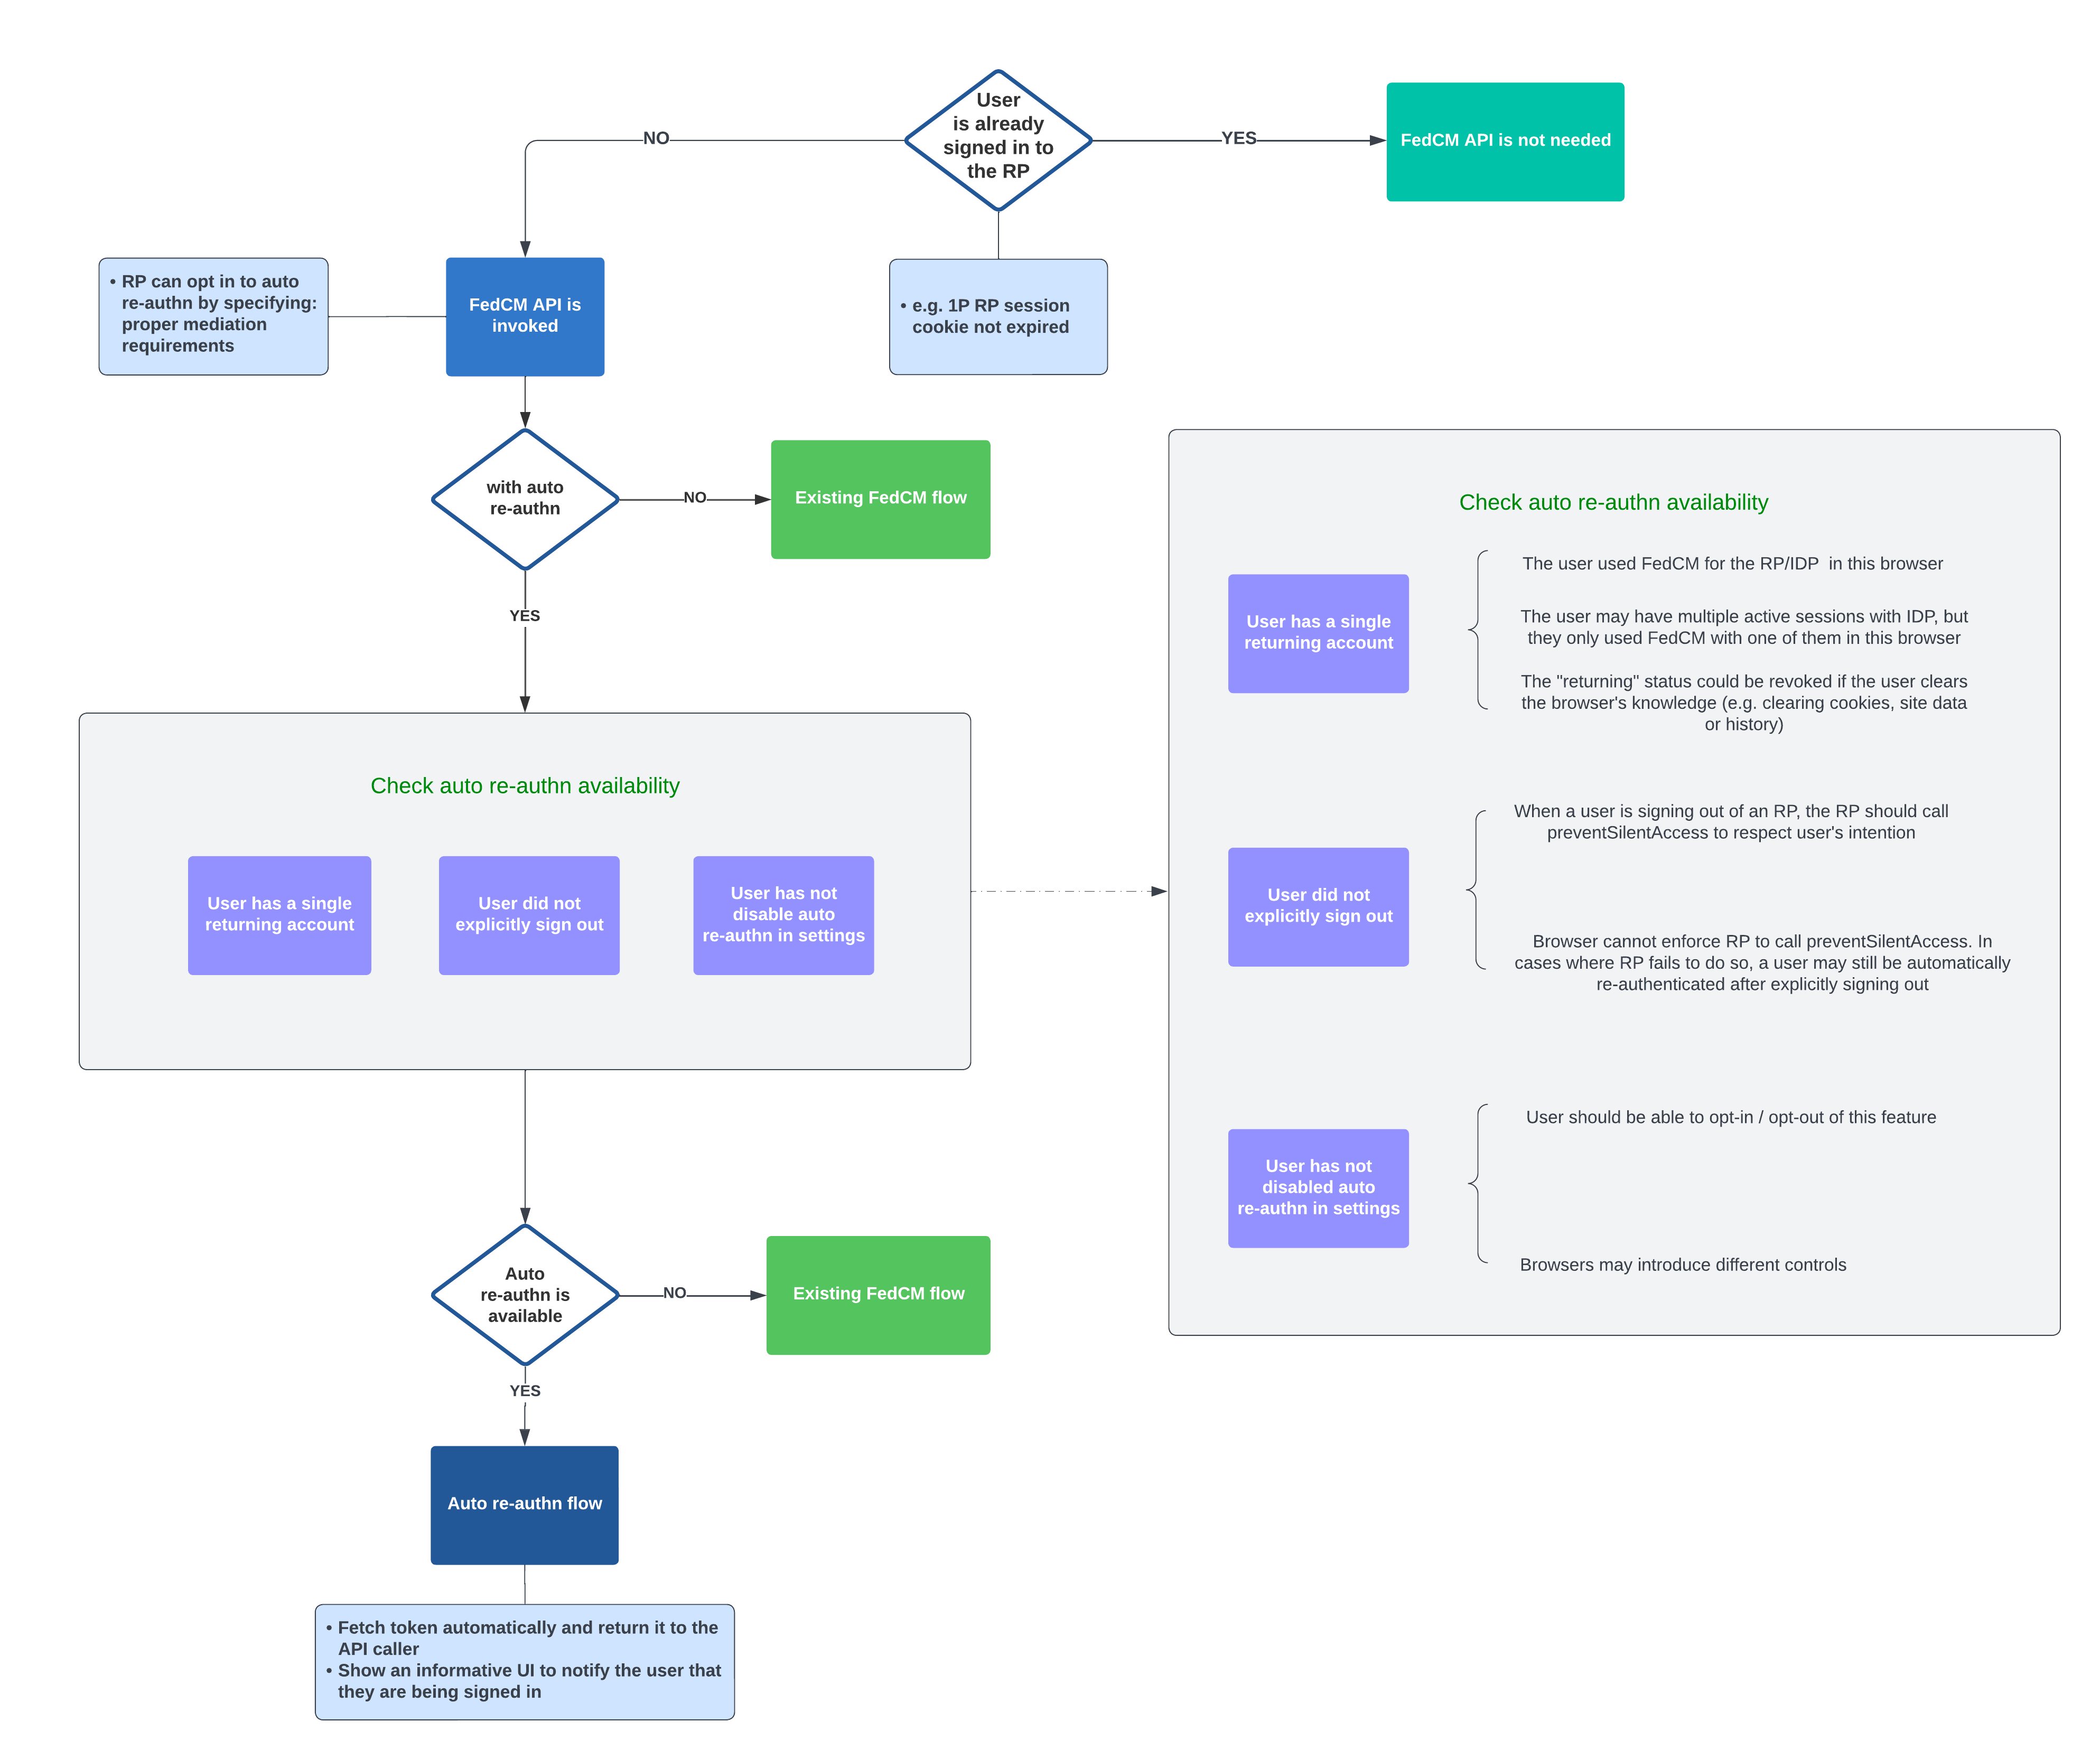 User
is already
signed in to
the RP
NO
YES
FedCM API is not needed
RP can opt in to auto
re-authn by specifying:
proper mediation
requirements
FedCM API is
invoked
e.g. 1P RP session
cookie not expired
with auto
re-authn
NO
Existing FedCM flow
YES
Check auto re-authn availability
User has a single
returning account
User did not
explicitly sign out
User has not
disable auto
re-authn in settings
Check auto re-authn availability
User has a single
returning account
The user used FedCM for the RP/IDP  in this browser
The user may have multiple active sessions with IDP, but
they only used FedCM with one of them in this browser
The "returning" status could be revoked if the user clears
the browser's knowledge (e.g. clearing cookies, site data
or history)
User did not
explicitly sign out
When a user is signing out of an RP, the RP should call
preventSilentAccess to respect user's intention
Browser cannot enforce RP to call preventSilentAccess. In
cases where RP fails to do so, a user may still be automatically
re-authenticated after explicitly signing out
User has not
disabled auto
re-authn in settings
User should be able to opt-in / opt-out of this feature
Browsers may introduce different controls
Auto
re-authn is
available
NO
Existing FedCM flow
YES
Auto re-authn flow
Fetch token automatically and return it to the
API caller
Show an informative UI to notify the user that
they are being signed in